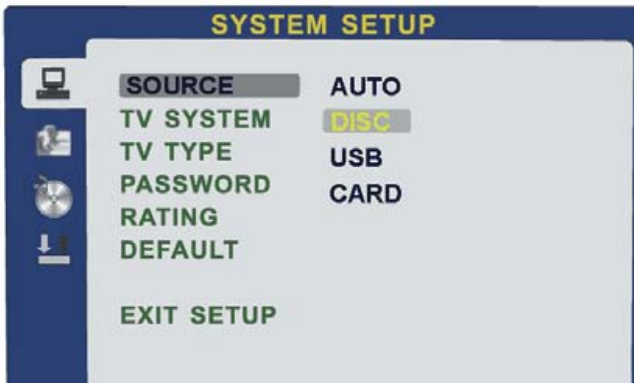 SYSTEM SETUP
SOURCE
TV SYSTEM
TV TYPE
PASSWORD
RATING
DEFAULT
EXIT SETUP
AUTO
DISC
USB
CARD